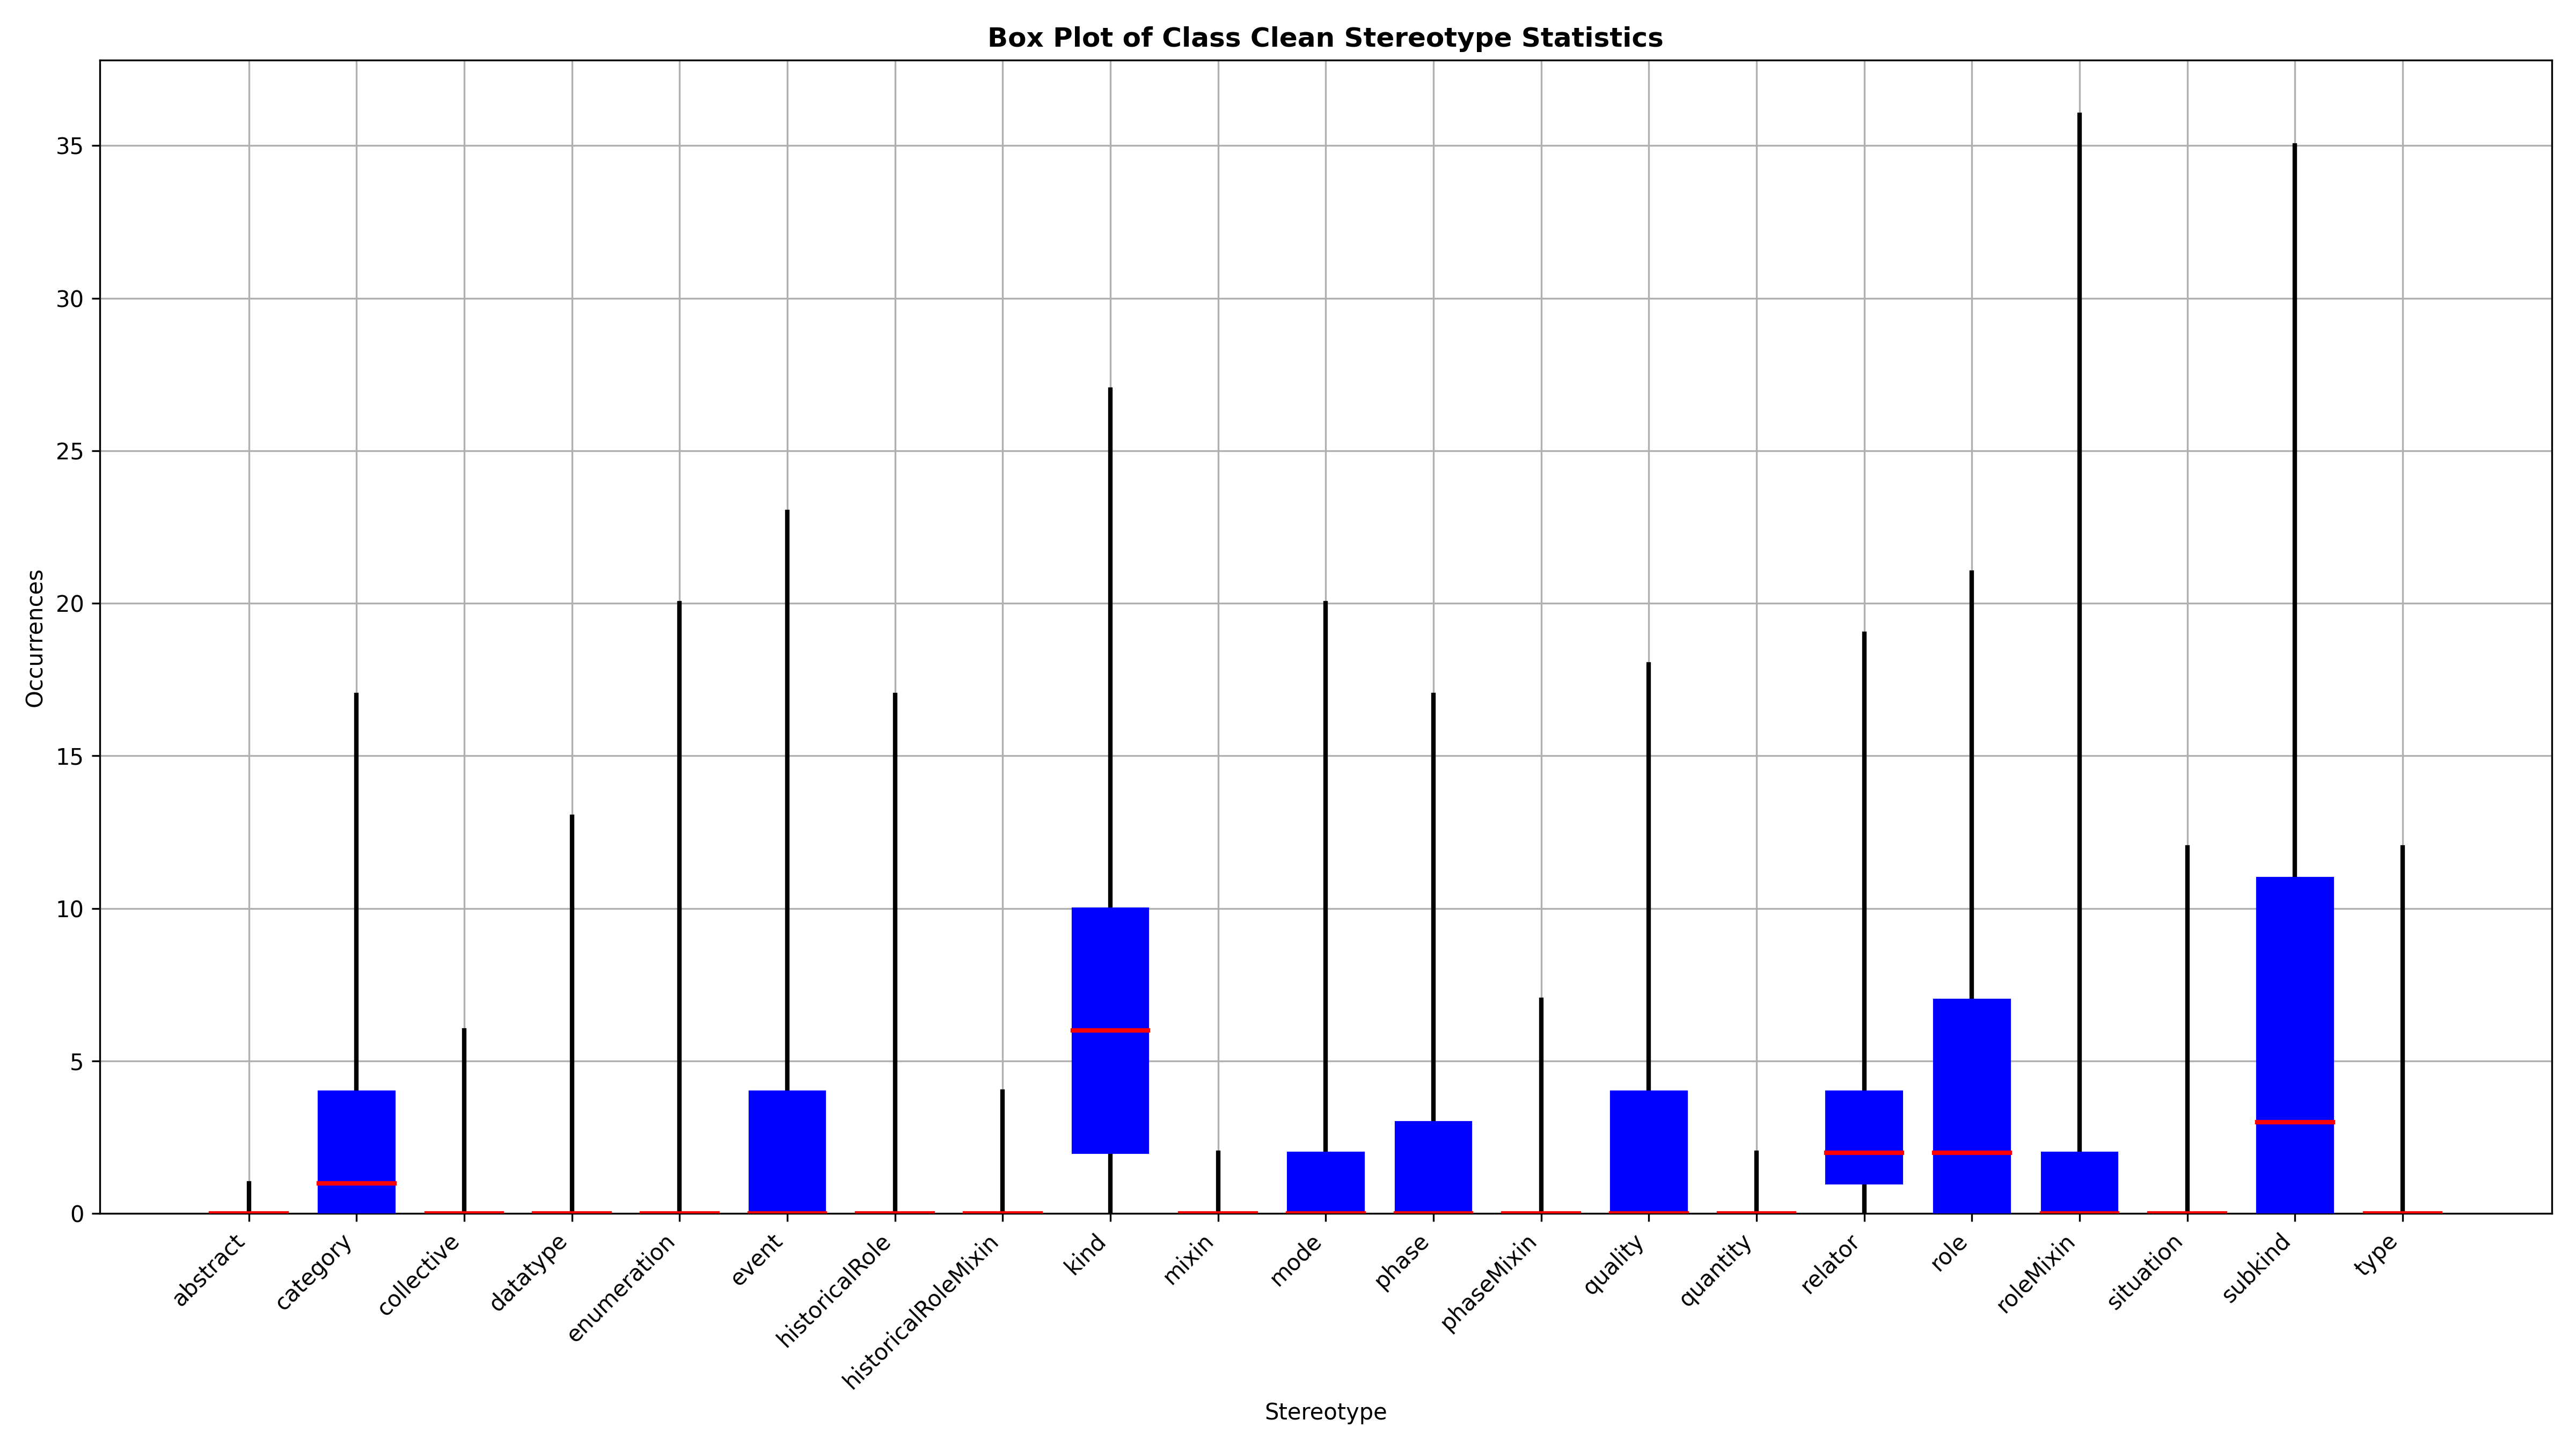 Box Plot of Class Clean Stereotype Statistics
Occurrences
35
30
25
20
15
10
5
0
abstract
category
collective
datatype
enumeration
event
historicalRole
historicalRoleMixin
kind
mixin
mode
phase
phaseMixin
quality
quantity
relator
role
roleMixin
situation
subkind
type
Stereotype